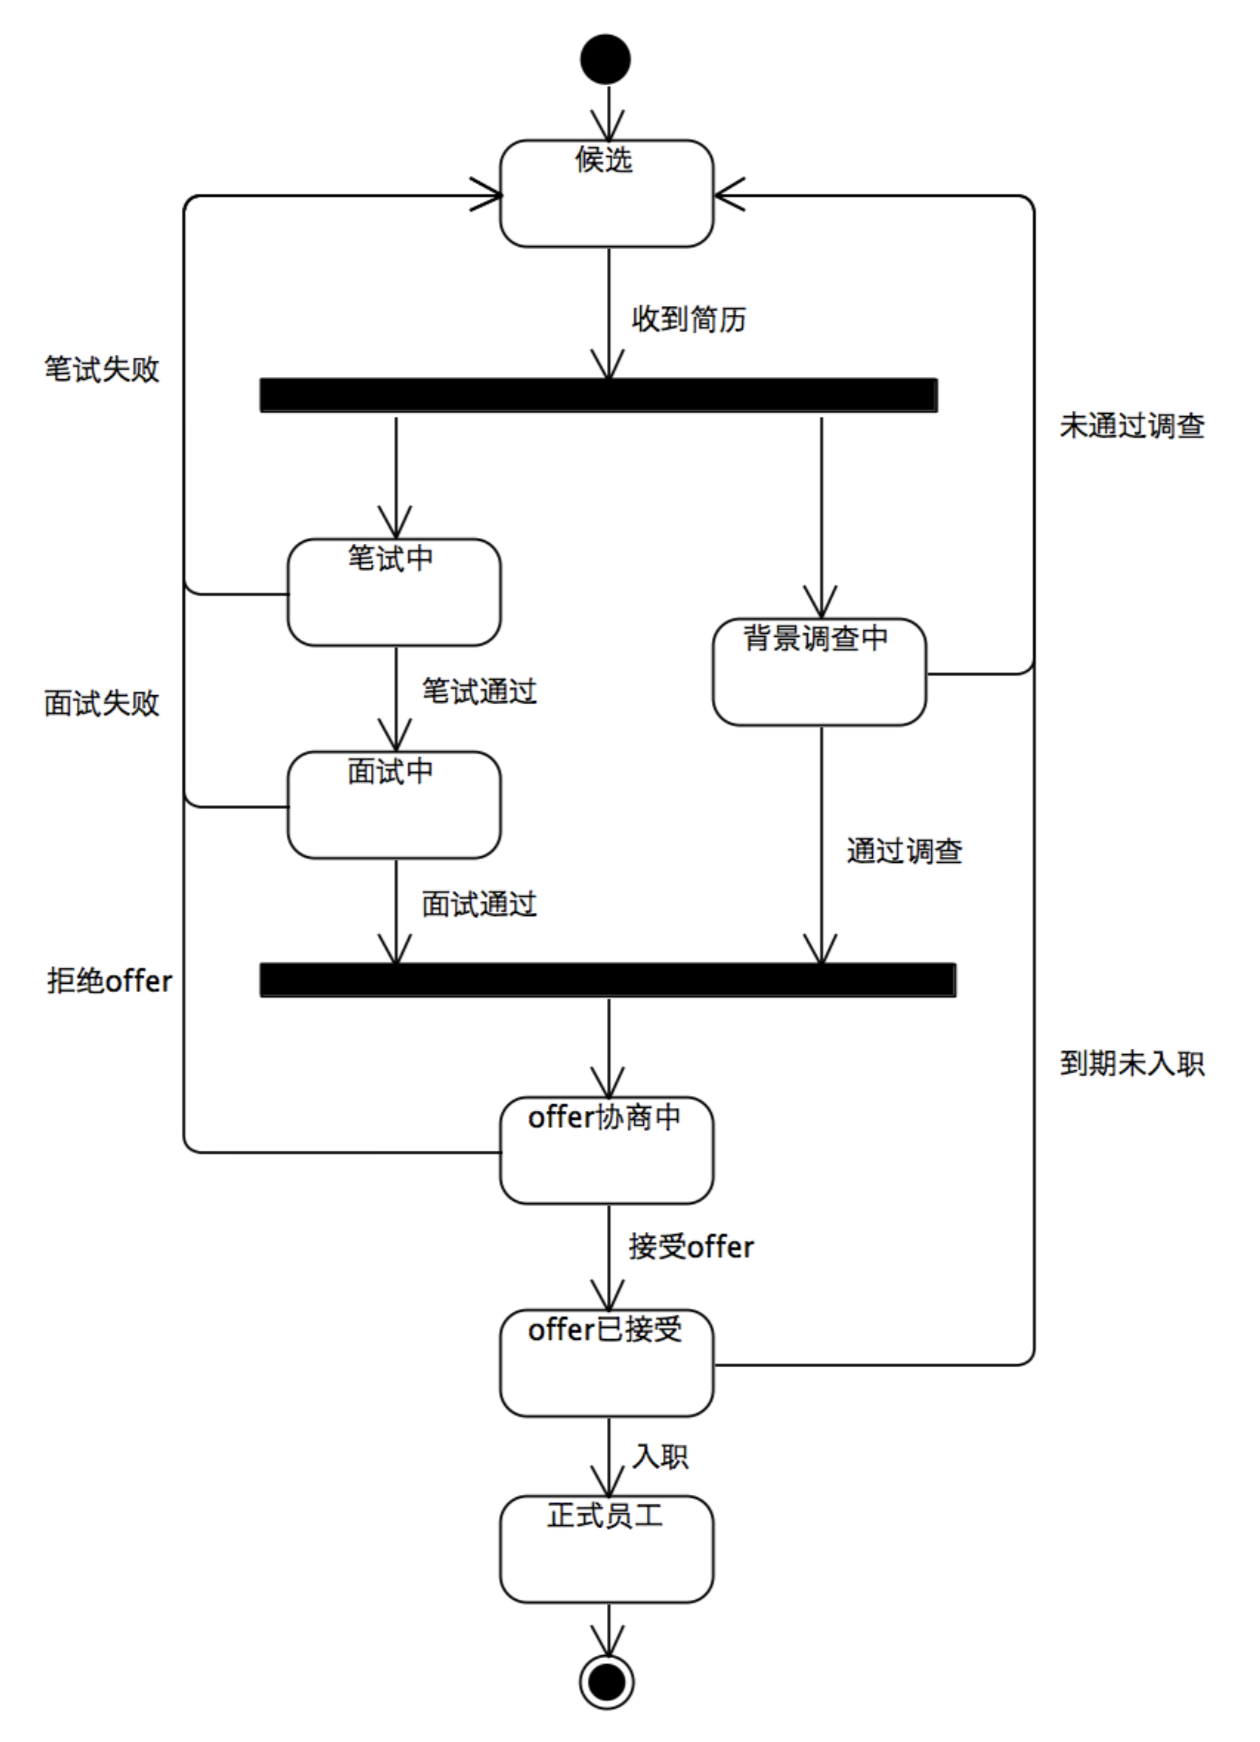 候选
收到简历
笔试失败
未通过调查
笔试中
背景调查中
笔试通过
面试失败
面试中
通过调查
面试通过
拒绝offer
到期未入职
offer协商中
接受offer
offer已接受
入职
正式员工